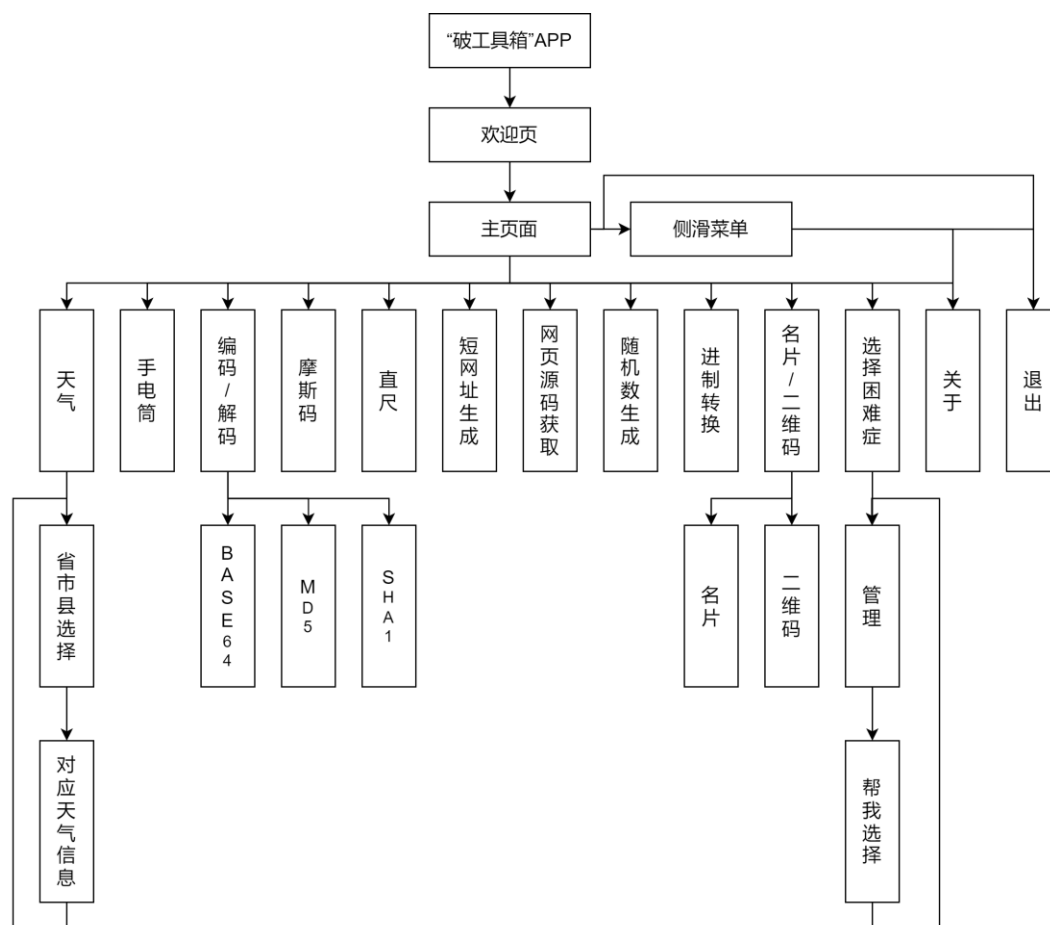 “破工具箱”APP
欢迎页
主页面
侧滑菜单
天气
手电筒
编码/解码
摩斯码
直尺
短网址生成
网页源码获取
随机数生成
进制转换
名片/二维码
选择困难症
关于
退出
省市县选择
BASE64
MD5
SHA1
名片
二维码
管理
对应天气信息
帮我选择